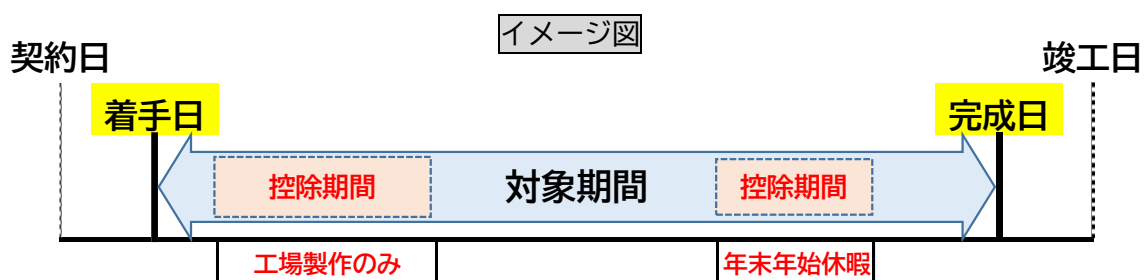 イメージ図
契約日
竣工日
着手日
完成日
控除期間
対象期間
控除期間
工場製作のみ
年末年始休暇